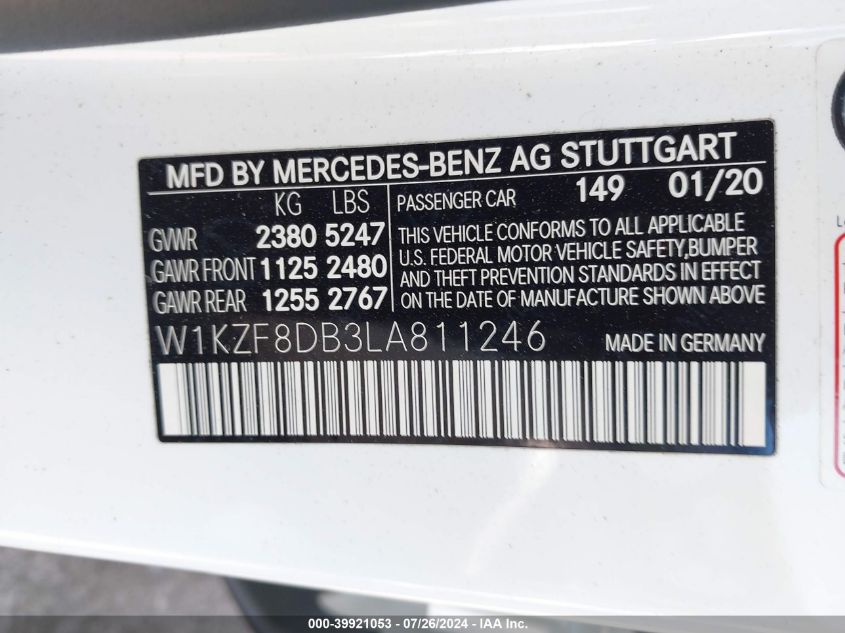 MFD BY MERCEDES-BENZ AG STUTTGART
KG LBS
GVWR 2380 5247
GAWR FRONT 1125 2480
GAWR REAR 1255 2767
PASSENGER CAR 149 01/20
THIS VEHICLE CONFORMS TO ALL APPLICABLE
U.S. FEDERAL MOTOR VEHICLE SAFETY,BUMPER
AND THEFT PREVENTION STANDARDS IN EFFECT
ON THE DATE OF MANUFACTURE SHOWN ABOVE
W1KZF8DB3LA811246 MADE IN GERMANY
000-39921053 / 07/26/2024 - COPYRIGHT IAA, Inc.